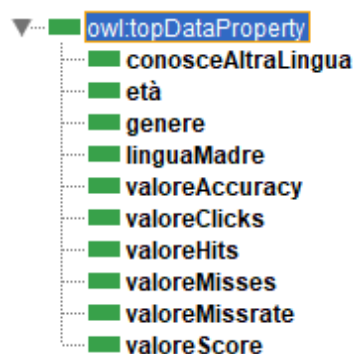 owl:topDataProperty
conosceAltraLingua
età
genere
linguaMadre
valoreAccuracy
valoreClicks
valoreHits
valoreMisses
valoreMissrate
valoreScore